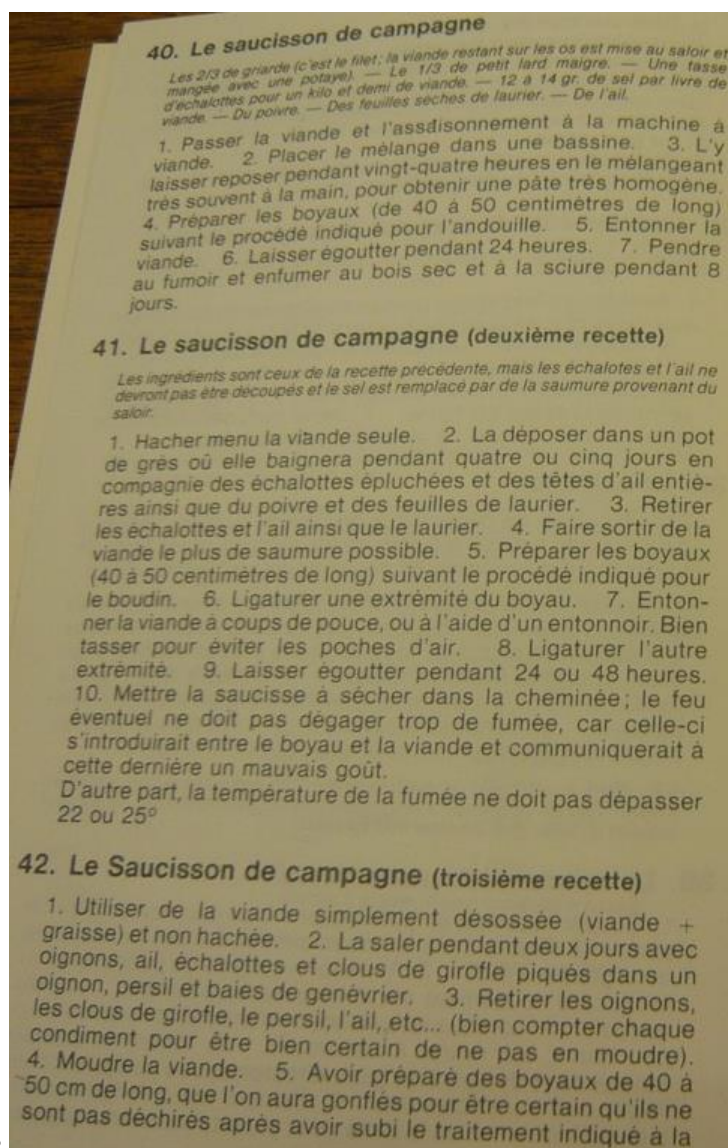 40. Le saucisson de campagne
Les 2/3 de griarde (c'est le filet; la viande restant sur les os est mise au saloir et
mangée avec une potaye). — Le 1/3 de petit lard maigre. — Une tasse
d'échalottes pour un kilo et demi de viande. — 12 à 14 gr. de sel par livre de
viande. — Du poivre. — Des feuilles sèches de laurier. — De l'ail.
1. Passer la viande et l'assaisonnement à la machine à
viande. 2. Placer le mélange dans une bassine. 3. L'y
laisser reposer pendant vingt-quatre heures en le mélangeant
très souvent à la main, pour obtenir une pâte très homogène.
4. Préparer les boyaux (de 40 à 50 centimètres de long)
suivant le procédé indiqué pour l'andouille. 5. Entonner la
viande. 6. Laisser égoutter pendant 24 heures. 7. Pendre
au fumoir et enfumer au bois sec et à la sciure pendant 8
jours.
41. Le saucisson de campagne (deuxième recette)
Les ingrédients sont ceux de la recette précédente, mais les échalotes et l'ail ne
devront pas être découpés et le sel est remplacé par de la saumure provenant du
saloir.
1. Hacher menu la viande seule. 2. La déposer dans un pot
de grès où elle baignera pendant quatre ou cinq jours en
compagnie des échalottes épluchées et des têtes d'ail entiè-
res ainsi que du poivre et des feuilles de laurier. 3. Retirer
les échalottes et l'ail ainsi que le laurier. 4. Faire sortir de la
viande le plus de saumure possible. 5. Préparer les boyaux
(40 à 50 centimètres de long) suivant le procédé indiqué pour
le boudin. 6. Ligaturer une extrémité du boyau. 7. Enton-
ner la viande à coups de pouce, ou à l'aide d'un entonnoir. Bien
tasser pour éviter les poches d'air. 8. Ligaturer l'autre
extrémité. 9. Laisser égoutter pendant 24 ou 48 heures.
10. Mettre la saucisse à sécher dans la cheminée; le feu
éventuel ne doit pas dégager trop de fumée, car celle-ci
s'introduirait entre le boyau et la viande et communiquerait à
cette dernière un mauvais goût.
D'autre part, la température de la fumée ne doit pas dépasser
22 ou 25°
42. Le Saucisson de campagne (troisième recette)
1. Utiliser de la viande simplement désossée (viande +
graisse) et non hachée. 2. La saler pendant deux jours avec
oignons, ail, échalottes et clous de girofle piqués dans un
oignon, persil et baies de genévrier. 3. Retirer les oignons,
les clous de girofle, le persil, l'ail, etc... (bien compter chaque
condiment pour être bien certain de ne pas en moudre).
4. Moudre la viande. 5. Avoir préparé des boyaux de 40 à
50 cm de long, que l'on aura gonflés pour être certain qu'ils ne
sont pas déchirés après avoir subi le traitement indiqué à la